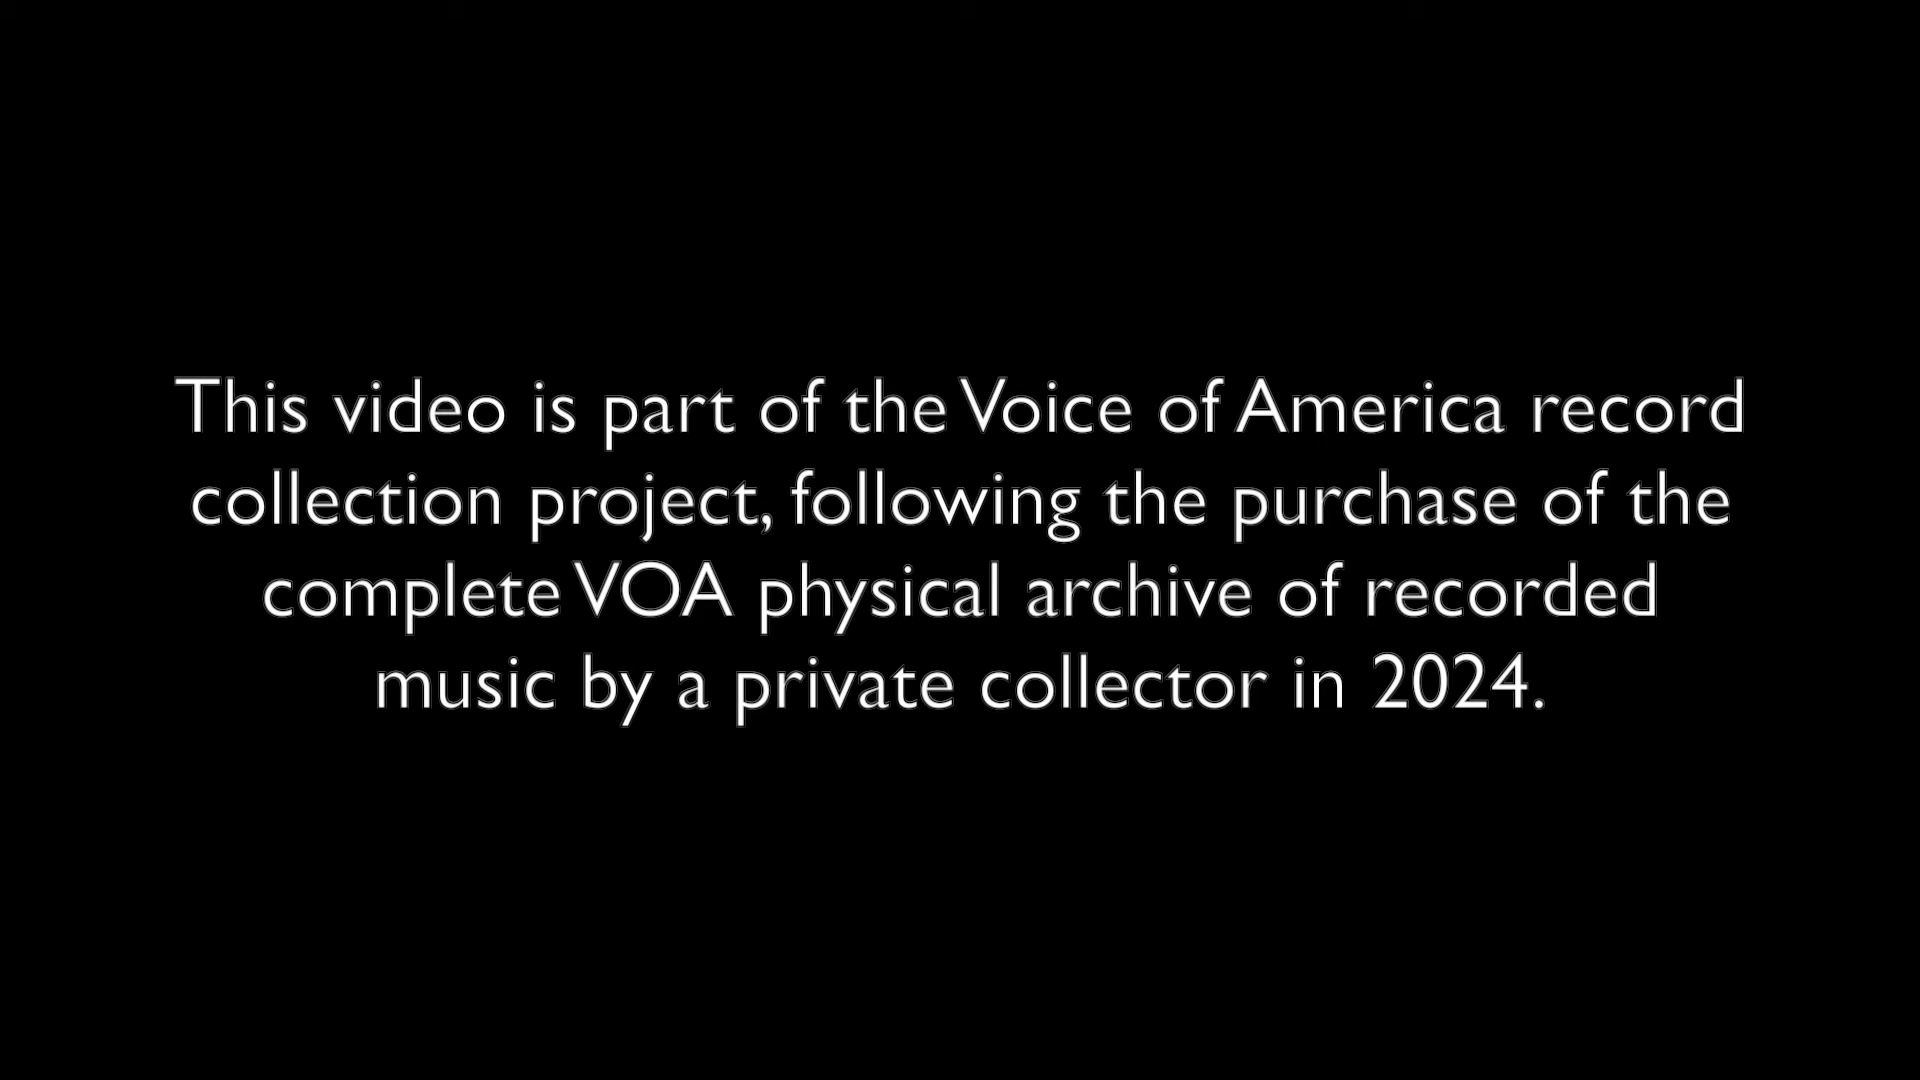 This video is part of the Voice of America record
collection project, following the purchase of the
complete VOA physical archive of recorded
music by a private collector in 2024.